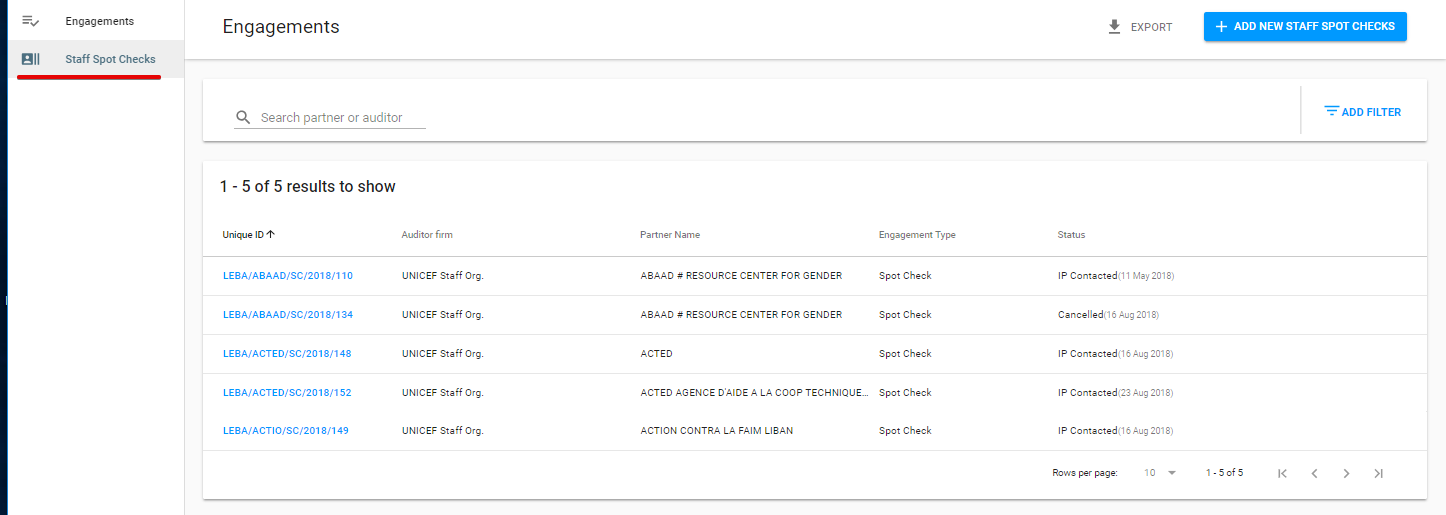 Engagements
Staff Spot Checks
Engagements
EXPORT
ADD NEW STAFF SPOT CHECKS
Search partner or auditor
ADD FILTER
1 - 5 of 5 results to show
Unique ID Auditor firm Partner Name Engagement Type Status
LEBA/ABAAD/SC/2018/110 UNICEF Staff Org. ABAAD # RESOURCE CENTER FOR GENDER Spot Check IP Contacted(11 May 2018)
LEBA/ABAAD/SC/2018/134 UNICEF Staff Org. ABAAD # RESOURCE CENTER FOR GENDER Spot Check Cancelled(16 Aug 2018)
LEBA/ACTED/SC/2018/148 UNICEF Staff Org. ACTED Spot Check IP Contacted(16 Aug 2018)
LEBA/ACTED/SC/2018/152 UNICEF Staff Org. ACTED AGENCE D'AIDE A LA COOP TECHNIQUE... Spot Check IP Contacted(23 Aug 2018)
LEBA/ACTIO/SC/2018/149 UNICEF Staff Org. ACTION CONTRA LA FAIM LIBAN Spot Check IP Contacted(16 Aug 2018)
Rows per page: 10 1 - 5 of 5